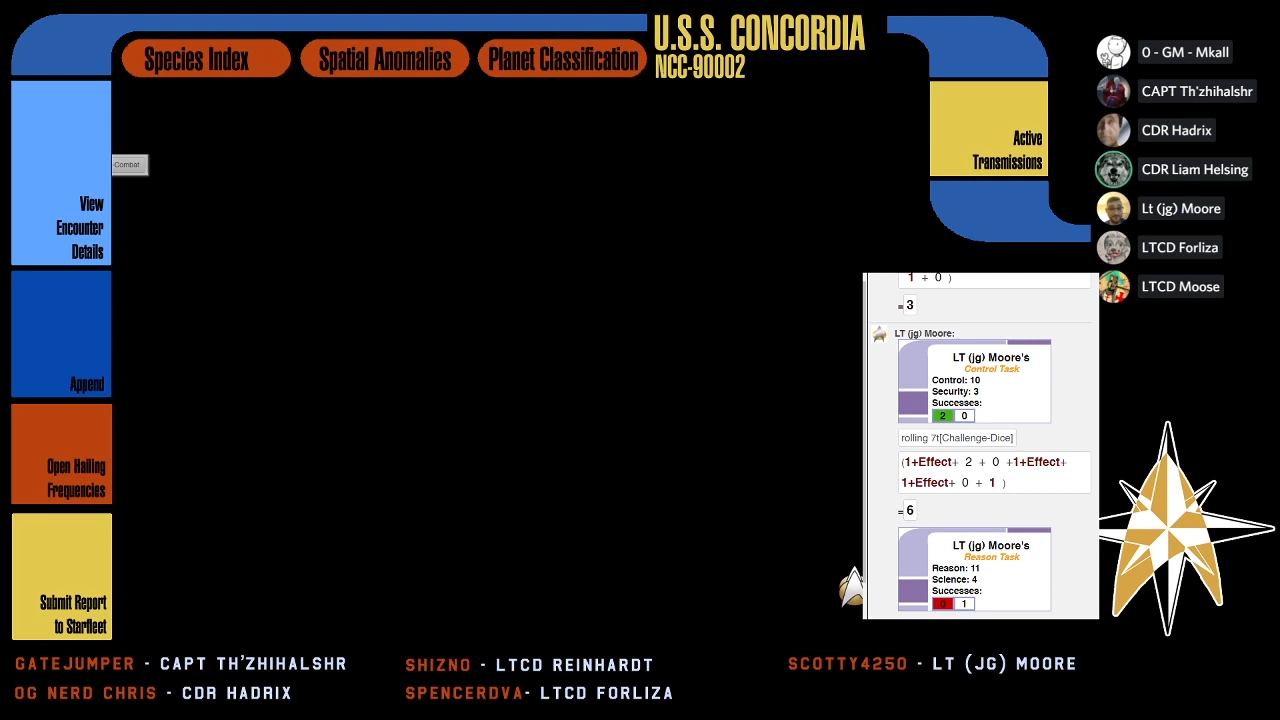 Species Index
Spatial Anomalies
Planet Classification
U.S.S. CONCORDIA
NCC-90002
-Combat
View
Encounter
Details
Append
Open Hailing
Frequencies
Submit Report
to Starfleet
Active
Transmissions
0 - GM - Mkall
CAPT Th'zhihalshr
CDR Hadrix
CDR Liam Helsing
Lt (jg) Moore
LTCD Forliza
LTCD Moose
1 + 0 )
=3
LT (jg) Moore:
LT (jg) Moore's
Control Task
Control: 10
Security: 3
Successes:
2 0
rolling 7t[Challenge-Dice]
(1+Effect+ 2 + 0 +1+Effect+
1+Effect+ 0 + 1 )
=6
LT (jg) Moore's
Reason Task
Reason: 11
Science: 4
Successes:
0 1
GATEJUMPER - CAPT TH'ZHIHALSHR
SHIZNO - LTCD REINHARDT
SCOTTY4250 - LT (JG) MOORE
OG NERD CHRIS - CDR HADRIX
SPENCERDVA- LTCD FORLIZA